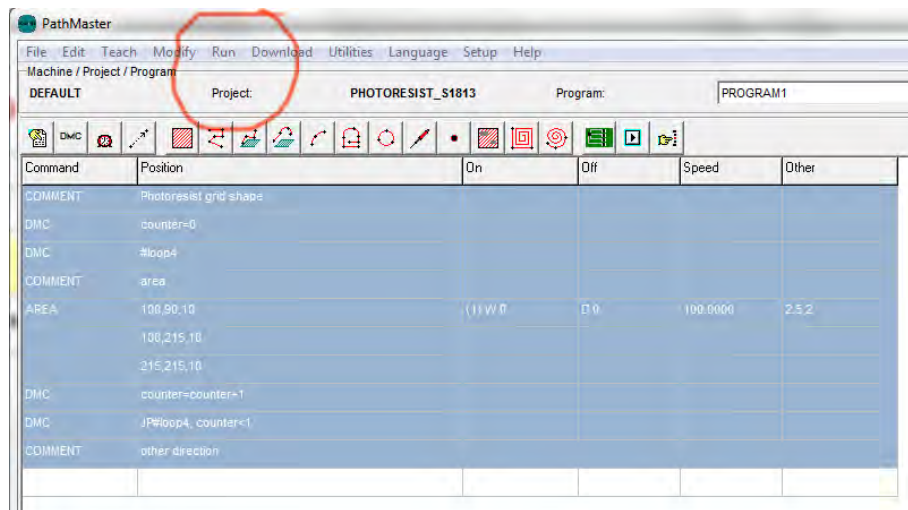 PathMaster
File Edit Teach Modify Run Download Utilities Language Setup Help
Machine / Project / Program
DEFAULT Project: PHOTORESIST_S1813 Program: PROGRAM1
DMC
Command Position On Off Speed Other
COMMENT Photoresist grid shape
DMC counter=0
DMC #loop4
COMMENT area
AREA 100,90,10 (1) W 0 D 0 100.0000 2.5,2
100,215,10
215,215,10
DMC counter=counter+1
DMC JP#loop4, counter<1
COMMENT other direction